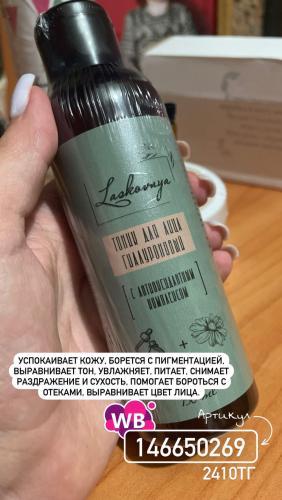 Laskovnya
ТОНИК ДЛЯ ЛИЦА
ГИАЛУРОНОВЫЙ
С АНТИОКСИДАНТНЫМ
КОМПЛЕКСОМ
+
УСПОКАИВАЕТ КОЖУ, БОРЕТСЯ С ПИГМЕНТАЦИЕЙ,
ВЫРАВНИВАЕТ ТОН, УВЛАЖНЯЕТ, ПИТАЕТ, СНИМАЕТ
РАЗДРАЖЕНИЕ И СУХОСТЬ, ПОМОГАЕТ БОРОТЬСЯ С
ОТЕКАМИ, ВЫРАВНИВАЕТ ЦВЕТ ЛИЦА.
WB
Артикул
146650269
2410ТГ